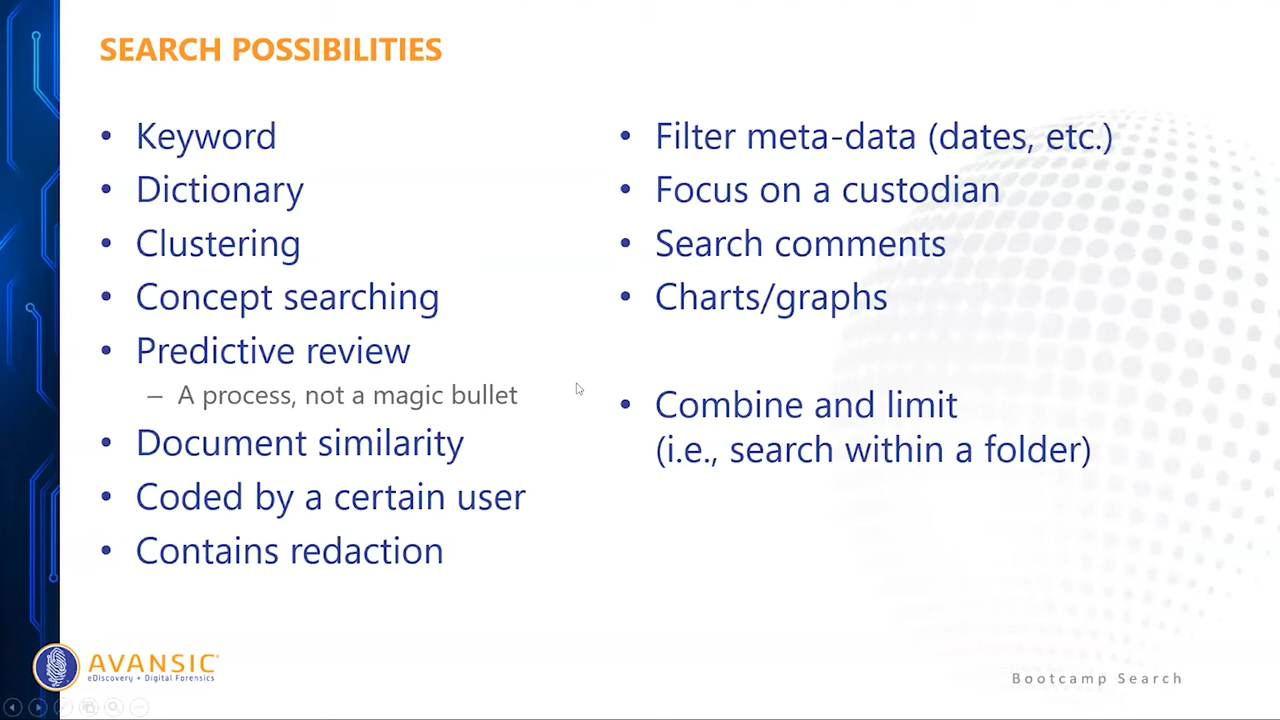 SEARCH POSSIBILITIES
• Keyword
• Dictionary
• Clustering
• Concept searching
• Predictive review
– A process, not a magic bullet
• Document similarity
• Coded by a certain user
• Contains redaction
• Filter meta-data (dates, etc.)
• Focus on a custodian
• Search comments
• Charts/graphs
• Combine and limit
(i.e., search within a folder)
AVANSIC
eDiscovery + Digital Forensics
Bootcamp Search